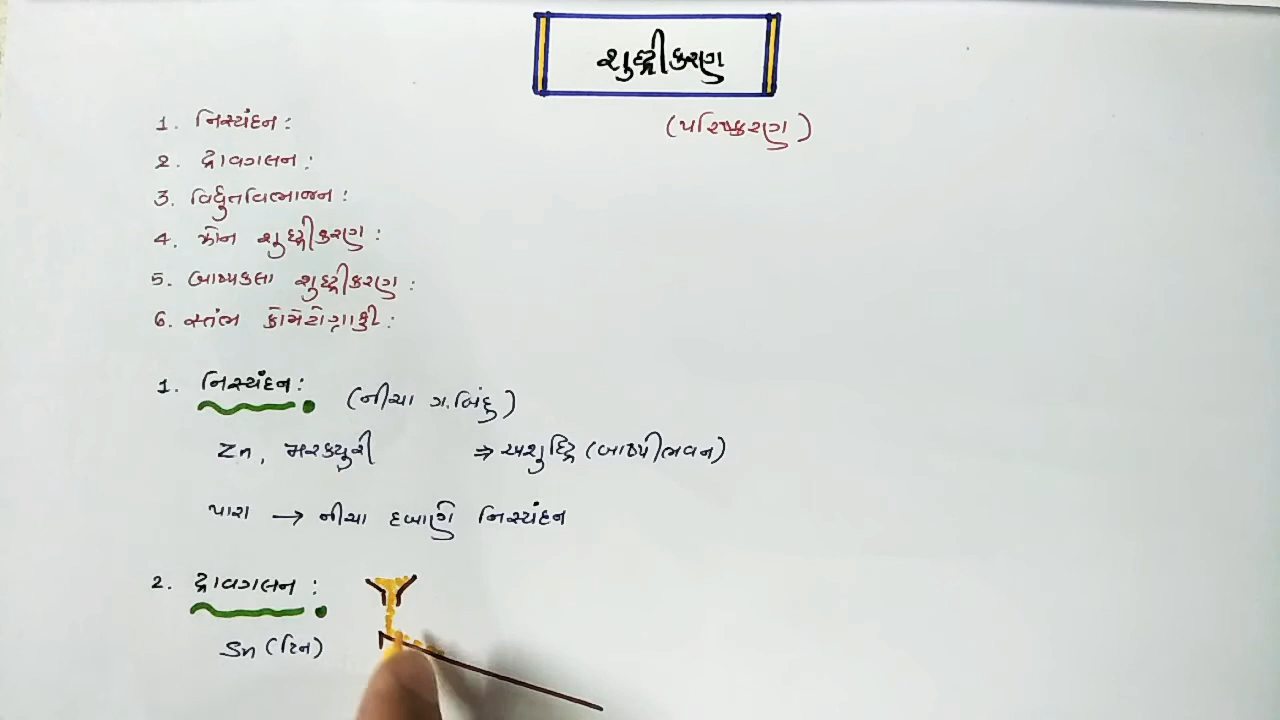 શુદ્ધીકરણ
(પરિષ્કરણ)
1. નિસ્યંદન :
2. દ્રાવગલન :
3. વિર્ધુતવિભાજન :
4. ઝોન શુદ્ધીકરણ :
5. બાષ્પકલા શુદ્ધીકરણ :
6. સ્તંભ ક્રોમેટોગ્રાફી :
1. નિસ્યંદન : (નીચા ગ.બિંદુ)
Zn, મરક્યુરી ⇒ અશુદ્ધિ (બાષ્પીભવન)
પારા → નીચા દબાણે નિસ્યંદન
2. દ્રાવગલન :
Sn (ટિન)